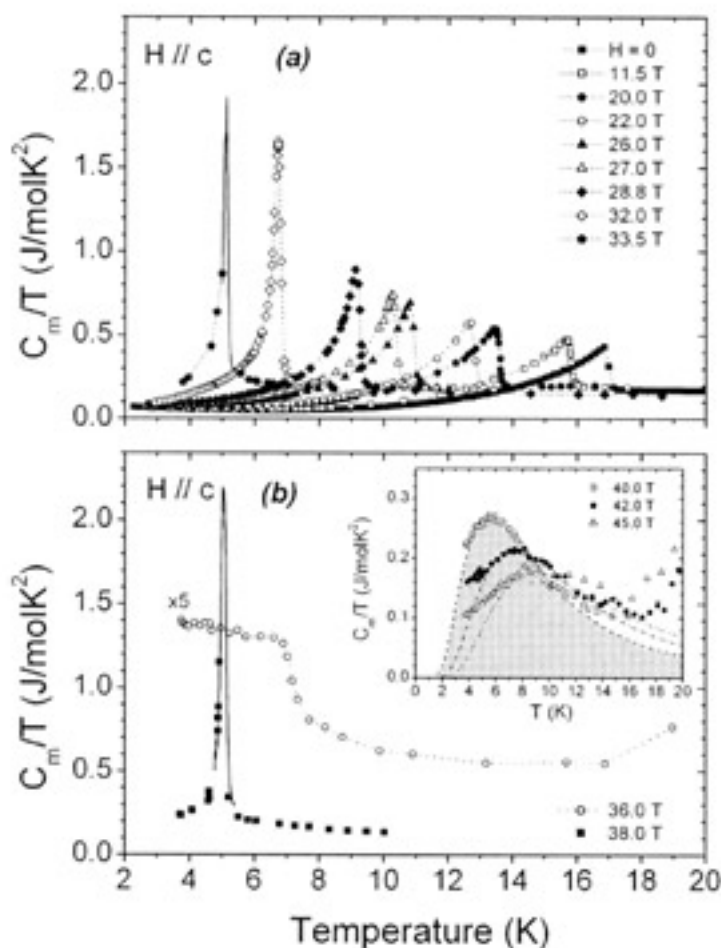 H // c (a)
H = 0
11.5 T
20.0 T
22.0 T
26.0 T
27.0 T
28.8 T
32.0 T
33.5 T
2.0
1.5
1.0
0.5
0.0
C_m/T (J/molK²)
H // c (b)
2.0
1.5
1.0
0.5
0.0
C_m/T (J/molK²)
x5
40.0 T
42.0 T
45.0 T
0.3
0.2
0.1
0.0
C_m/T (J/molK²)
0 2 4 6 8 10 12 14 16 18 20
T (K)
36.0 T
38.0 T
2 4 6 8 10 12 14 16 18 20
Temperature (K)